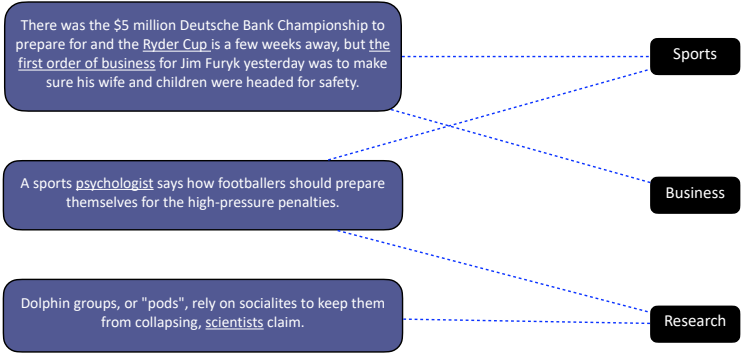 There was the $5 million Deutsche Bank Championship to
prepare for and the Ryder Cup is a few weeks away, but the
first order of business for Jim Furyk yesterday was to make
sure his wife and children were headed for safety.
Sports
A sports psychologist says how footballers should prepare
themselves for the high-pressure penalties.
Business
Dolphin groups, or "pods", rely on socialites to keep them
from collapsing, scientists claim.
Research